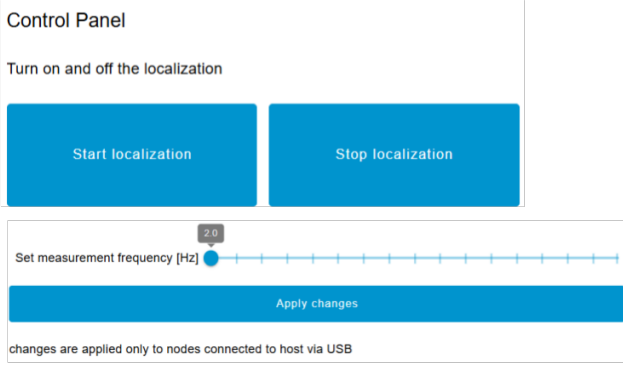 Control Panel
Turn on and off the localization
Start localization Stop localization
2.0
Set measurement frequency [Hz]
Apply changes
changes are applied only to nodes connected to host via USB